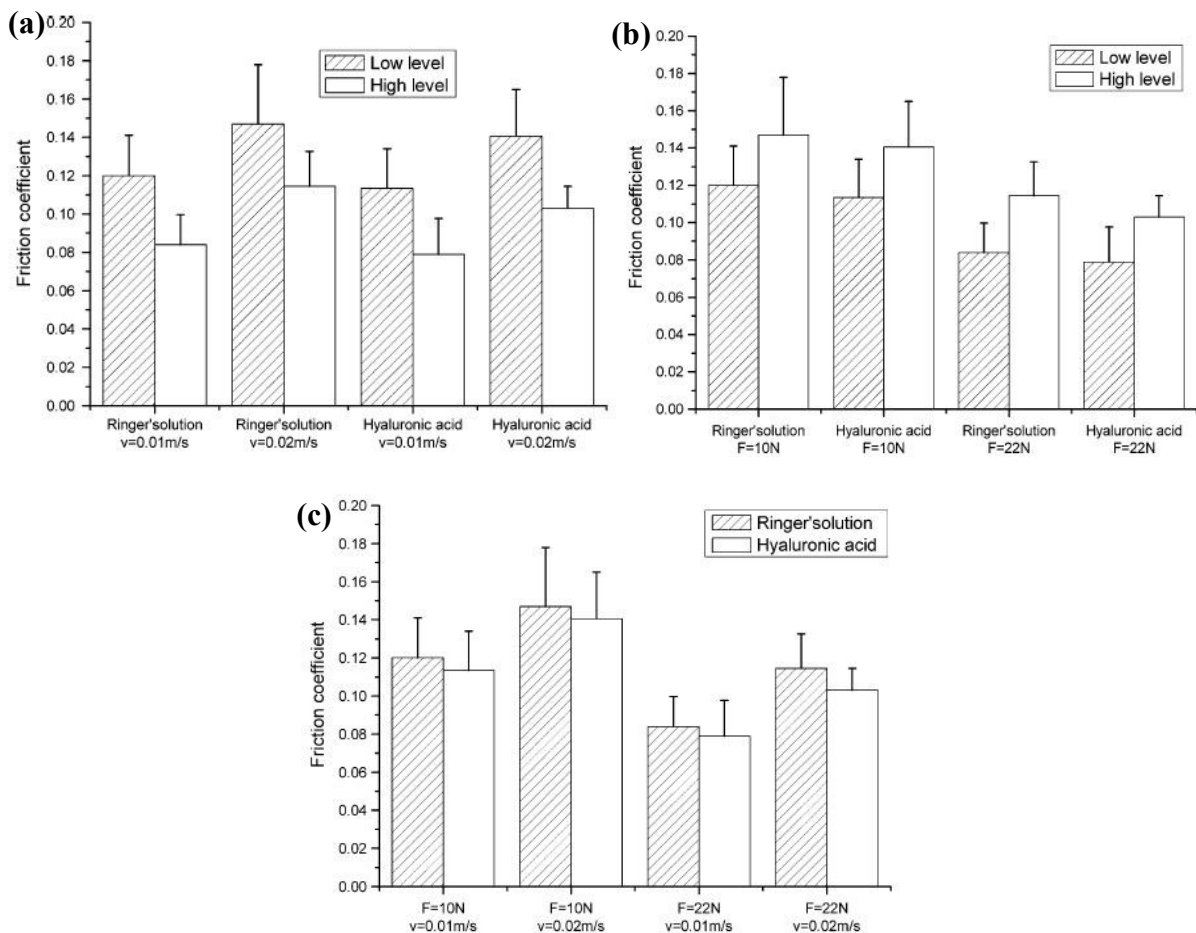 (a)
0.20
0.18
0.16
0.14
0.12
0.10
0.08
0.06
0.04
0.02
0.00
Friction coefficient
Low level
High level
Ringer'solution
v=0.01m/s
Ringer'solution
v=0.02m/s
Hyaluronic acid
v=0.01m/s
Hyaluronic acid
v=0.02m/s
(b)
0.20
0.18
0.16
0.14
0.12
0.10
0.08
0.06
0.04
0.02
0.00
Friction coefficient
Low level
High level
Ringer'solution
F=10N
Hyaluronic acid
F=10N
Ringer'solution
F=22N
Hyaluronic acid
F=22N
(c)
0.20
0.18
0.16
0.14
0.12
0.10
0.08
0.06
0.04
0.02
0.00
Friction coefficient
Ringer'solution
Hyaluronic acid
F=10N
v=0.01m/s
F=10N
v=0.02m/s
F=22N
v=0.01m/s
F=22N
v=0.02m/s